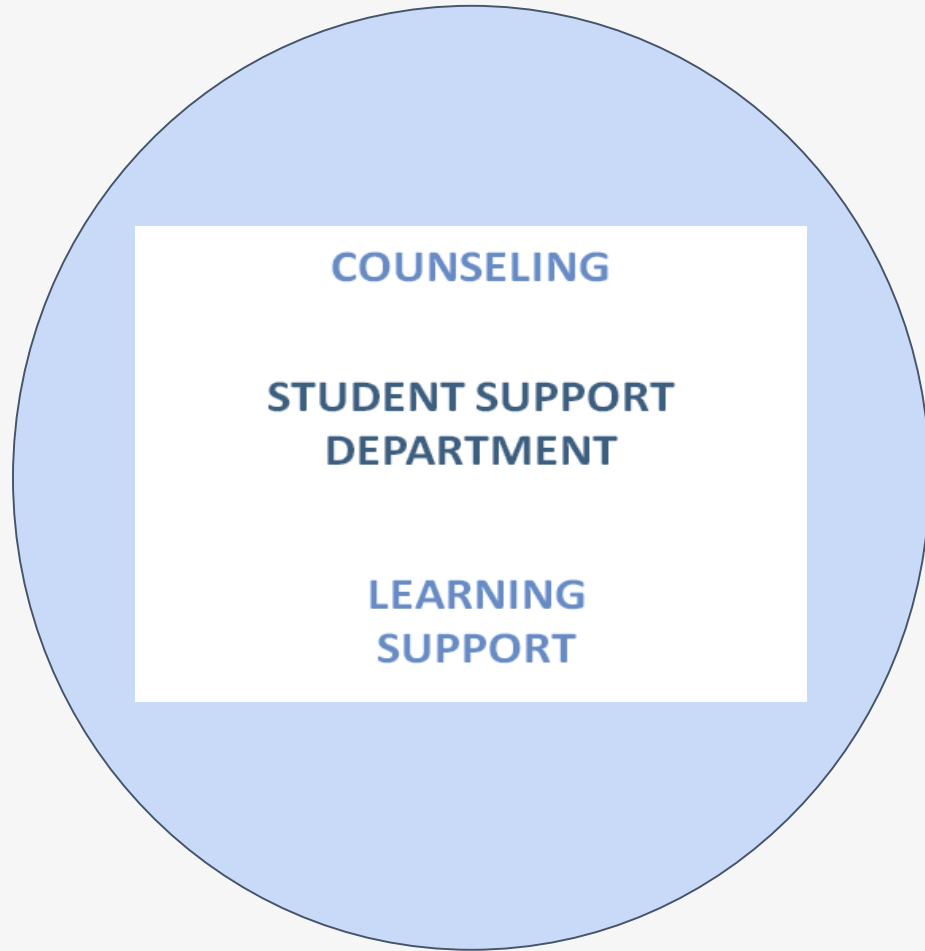 COUNSELING
STUDENT SUPPORT
DEPARTMENT
LEARNING
SUPPORT